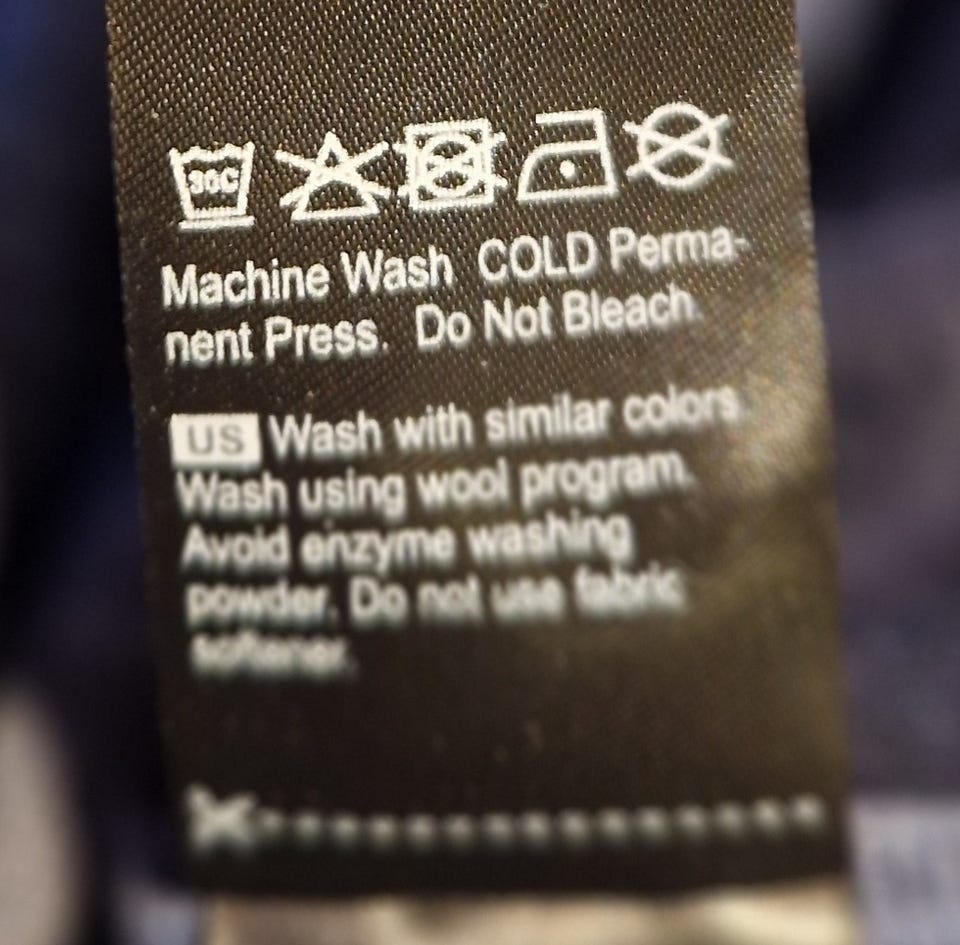 30C
Machine Wash COLD Perma-
nent Press. Do Not Bleach.
US Wash with similar colors.
Wash using wool program.
Avoid enzyme washing
powder. Do not use fabric
softener.